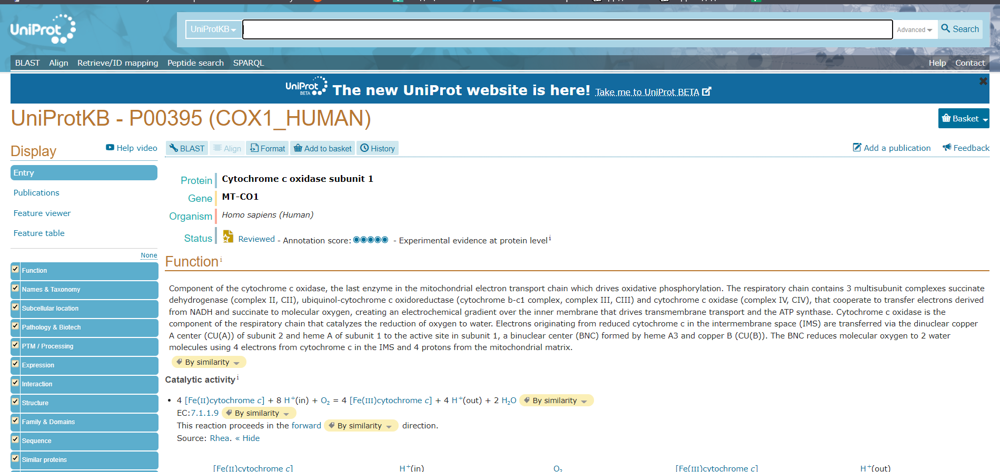 UniProt
UniProtKB
Advanced
Search
BLAST Align Retrieve/ID mapping Peptide search SPARQL
Help Contact
UniProt BETA The new UniProt website is here! Take me to UniProt BETA
UniProtKB - P00395 (COX1_HUMAN)
Basket
Display
Help video
BLAST Align Format Add to basket History
Add a publication Feedback
Entry
Publications
Feature viewer
Feature table
None
Function
Names & Taxonomy
Subcellular location
Pathology & Biotech
PTM / Processing
Expression
Interaction
Structure
Family & Domains
Sequence
Similar proteins
Protein Cytochrome c oxidase subunit 1
Gene MT-CO1
Organism Homo sapiens (Human)
Status Reviewed - Annotation score: - Experimental evidence at protein level i
Function i
Component of the cytochrome c oxidase, the last enzyme in the mitochondrial electron transport chain which drives oxidative phosphorylation. The respiratory chain contains 3 multisubunit complexes succinate
dehydrogenase (complex II, CII), ubiquinol-cytochrome c oxidoreductase (cytochrome b-c1 complex, complex III, CIII) and cytochrome c oxidase (complex IV, CIV), that cooperate to transfer electrons derived
from NADH and succinate to molecular oxygen, creating an electrochemical gradient over the inner membrane that drives transmembrane transport and the ATP synthase. Cytochrome c oxidase is the
component of the respiratory chain that catalyzes the reduction of oxygen to water. Electrons originating from reduced cytochrome c in the intermembrane space (IMS) are transferred via the dinuclear copper
A center (CU(A)) of subunit 2 and heme A of subunit 1 to the active site in subunit 1, a binuclear center (BNC) formed by heme A3 and copper B (CU(B)). The BNC reduces molecular oxygen to 2 water
molecules using 4 electrons from cytochrome c in the IMS and 4 protons from the mitochondrial matrix.
By similarity
Catalytic activity i
• 4 [Fe(II)cytochrome c] + 8 H⁺(in) + O₂ = 4 [Fe(III)cytochrome c] + 4 H⁺(out) + 2 H₂O By similarity
EC:7.1.1.9 By similarity
This reaction proceeds in the forward By similarity direction.
Source: Rhea. « Hide
[Fe(II)cytochrome c] H⁺(in) O₂ [Fe(III)cytochrome c] H⁺(out)